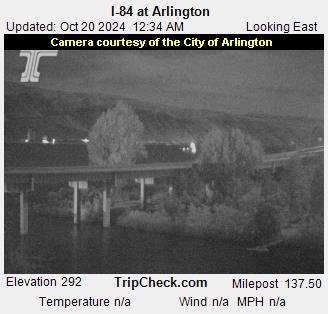 I-84 at Arlington
Updated: Oct 20 2024 12:34 AM Looking East
Camera courtesy of the City of Arlington
Elevation 292 TripCheck.com Milepost 137.50
Temperature n/a Wind n/a MPH n/a